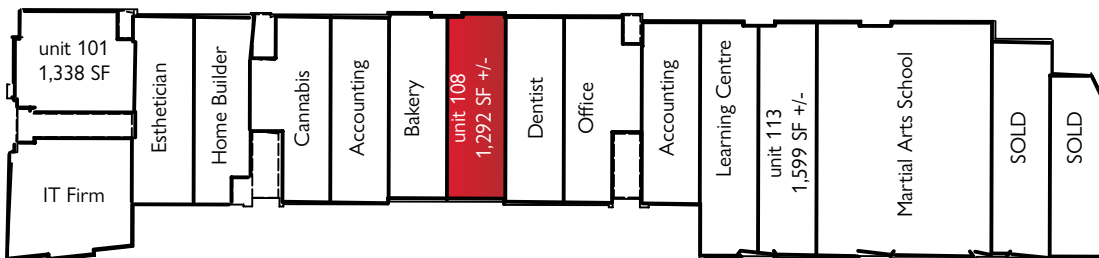 unit 101
1,338 SF
IT Firm
Esthetician
Home Builder
Cannabis
Accounting
Bakery
unit 108
1,292 SF +/-
Dentist
Office
Accounting
Learning Centre
unit 113
1,599 SF +/-
Martial Arts School
SOLD
SOLD